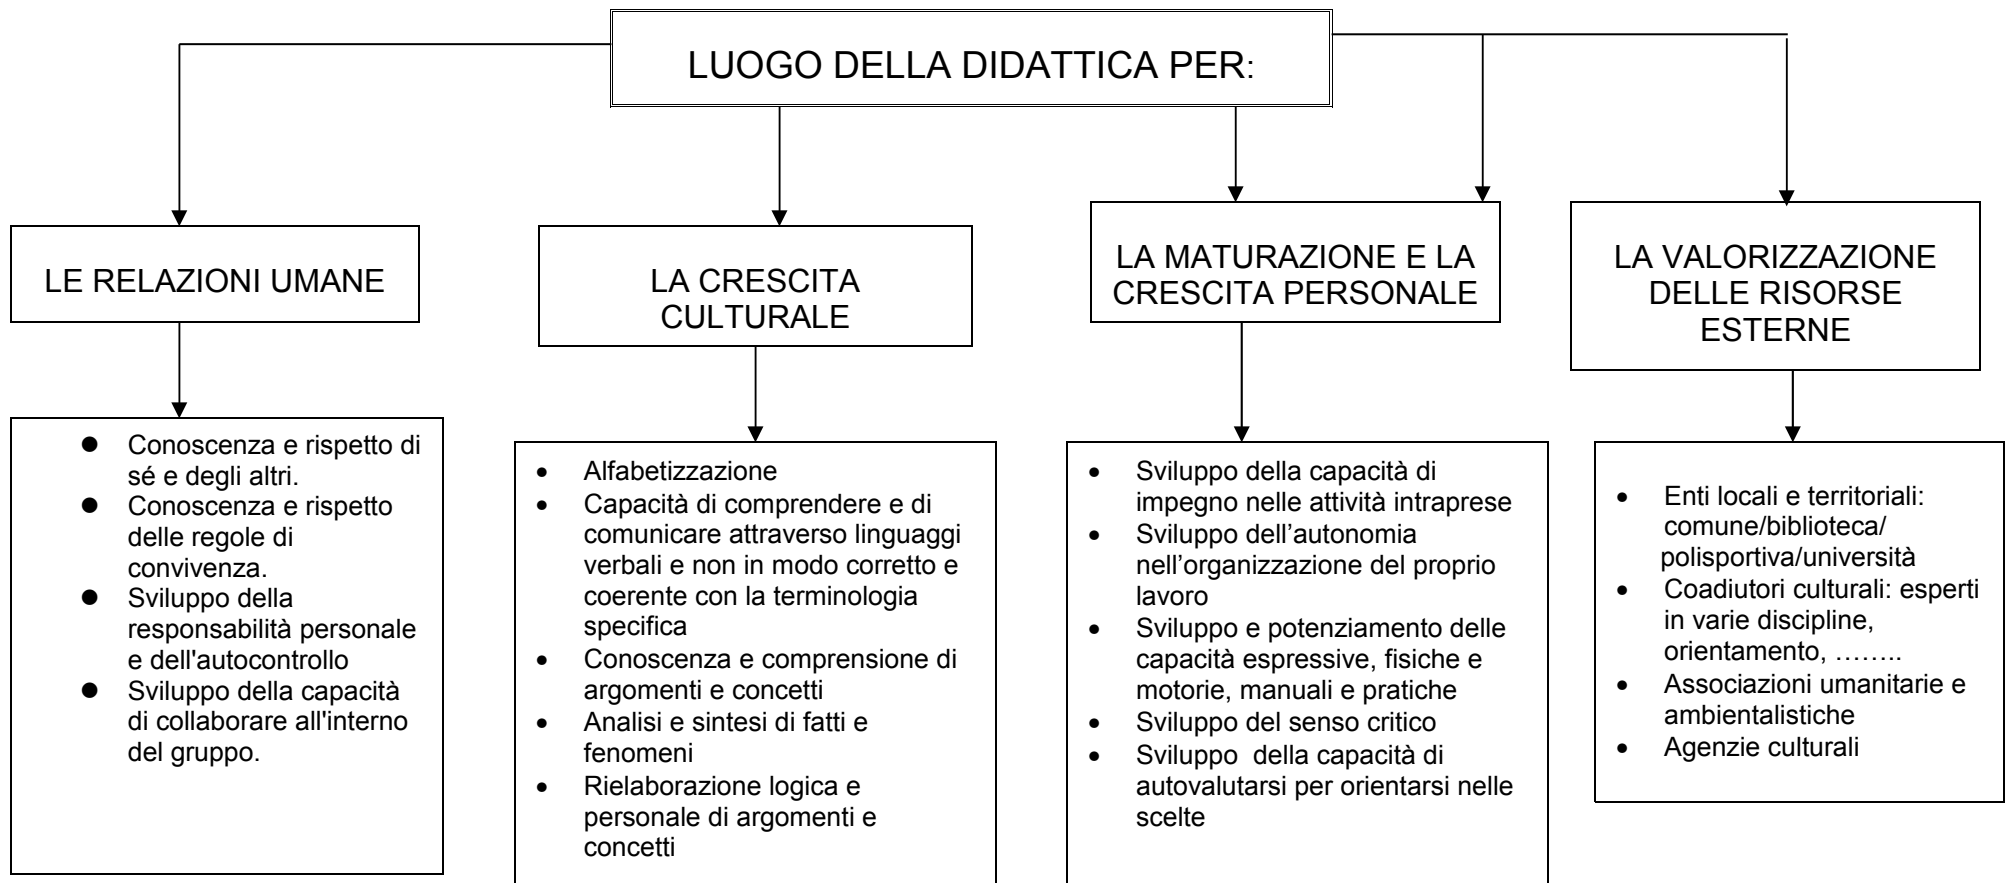 LUOGO DELLA DIDATTICA PER:
LE RELAZIONI UMANE
LA CRESCITA
CULTURALE
LA MATURAZIONE E LA
CRESCITA PERSONALE
LA VALORIZZAZIONE
DELLE RISORSE
ESTERNE
● Conoscenza e rispetto di
sé e degli altri.
● Conoscenza e rispetto
delle regole di
convivenza.
● Sviluppo della
responsabilità personale
e dell'autocontrollo
● Sviluppo della capacità
di collaborare all'interno
del gruppo.
• Alfabetizzazione
• Capacità di comprendere e di
comunicare attraverso linguaggi
verbali e non in modo corretto e
coerente con la terminologia
specifica
• Conoscenza e comprensione di
argomenti e concetti
• Analisi e sintesi di fatti e
fenomeni
• Rielaborazione logica e
personale di argomenti e
concetti
• Sviluppo della capacità di
impegno nelle attività intraprese
• Sviluppo dell’autonomia
nell’organizzazione del proprio
lavoro
• Sviluppo e potenziamento delle
capacità espressive, fisiche e
motorie, manuali e pratiche
• Sviluppo del senso critico
• Sviluppo della capacità di
autovalutarsi per orientarsi nelle
scelte
• Enti locali e territoriali:
comune/biblioteca/
polisportiva/università
• Coadiutori culturali: esperti
in varie discipline,
orientamento, ……..
• Associazioni umanitarie e
ambientalistiche
• Agenzie culturali